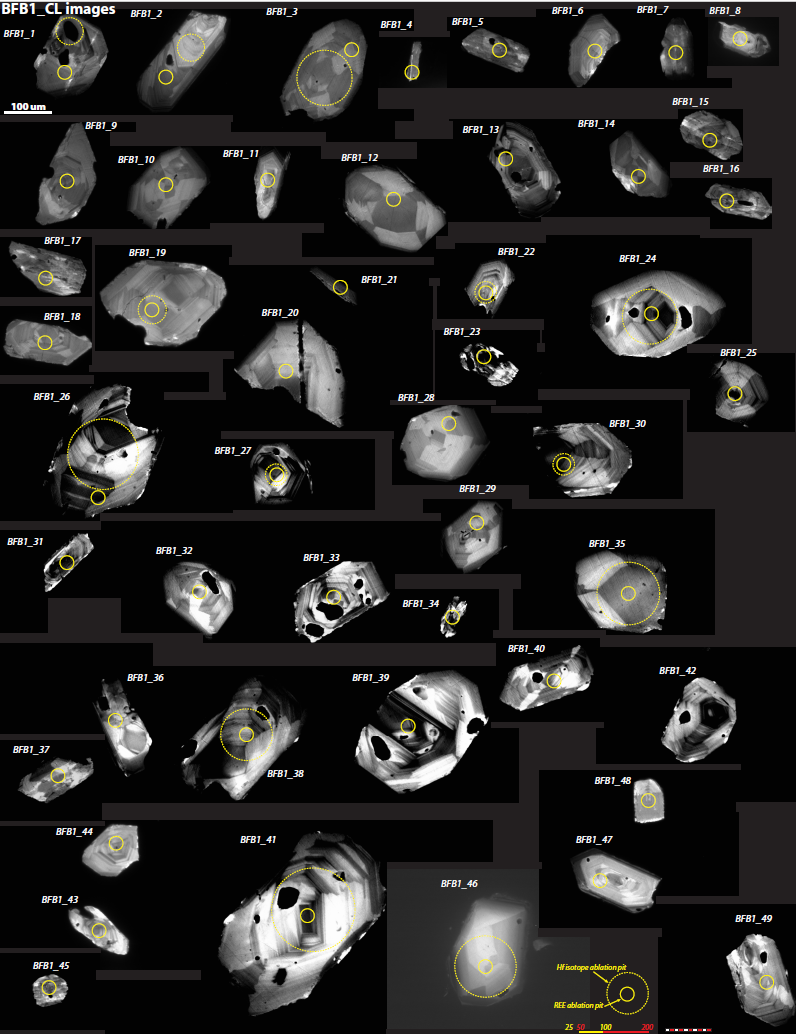 BFB1_CL images
BFB1_1
BFB1_2
BFB1_3
BFB1_4
BFB1_5
BFB1_6
BFB1_7
BFB1_8
100 um
BFB1_9
BFB1_10
BFB1_11
BFB1_12
BFB1_13
BFB1_14
BFB1_15
BFB1_16
BFB1_17
BFB1_18
BFB1_19
BFB1_20
BFB1_21
BFB1_22
BFB1_23
BFB1_24
BFB1_25
BFB1_26
BFB1_27
BFB1_28
BFB1_29
BFB1_30
BFB1_31
BFB1_32
BFB1_33
BFB1_34
BFB1_35
BFB1_36
BFB1_37
BFB1_38
BFB1_39
BFB1_40
BFB1_42
BFB1_48
BFB1_44
BFB1_41
BFB1_47
BFB1_43
BFB1_46
BFB1_49
BFB1_45
Hf isotope ablation pit
REE ablation pit
25 50 100 200